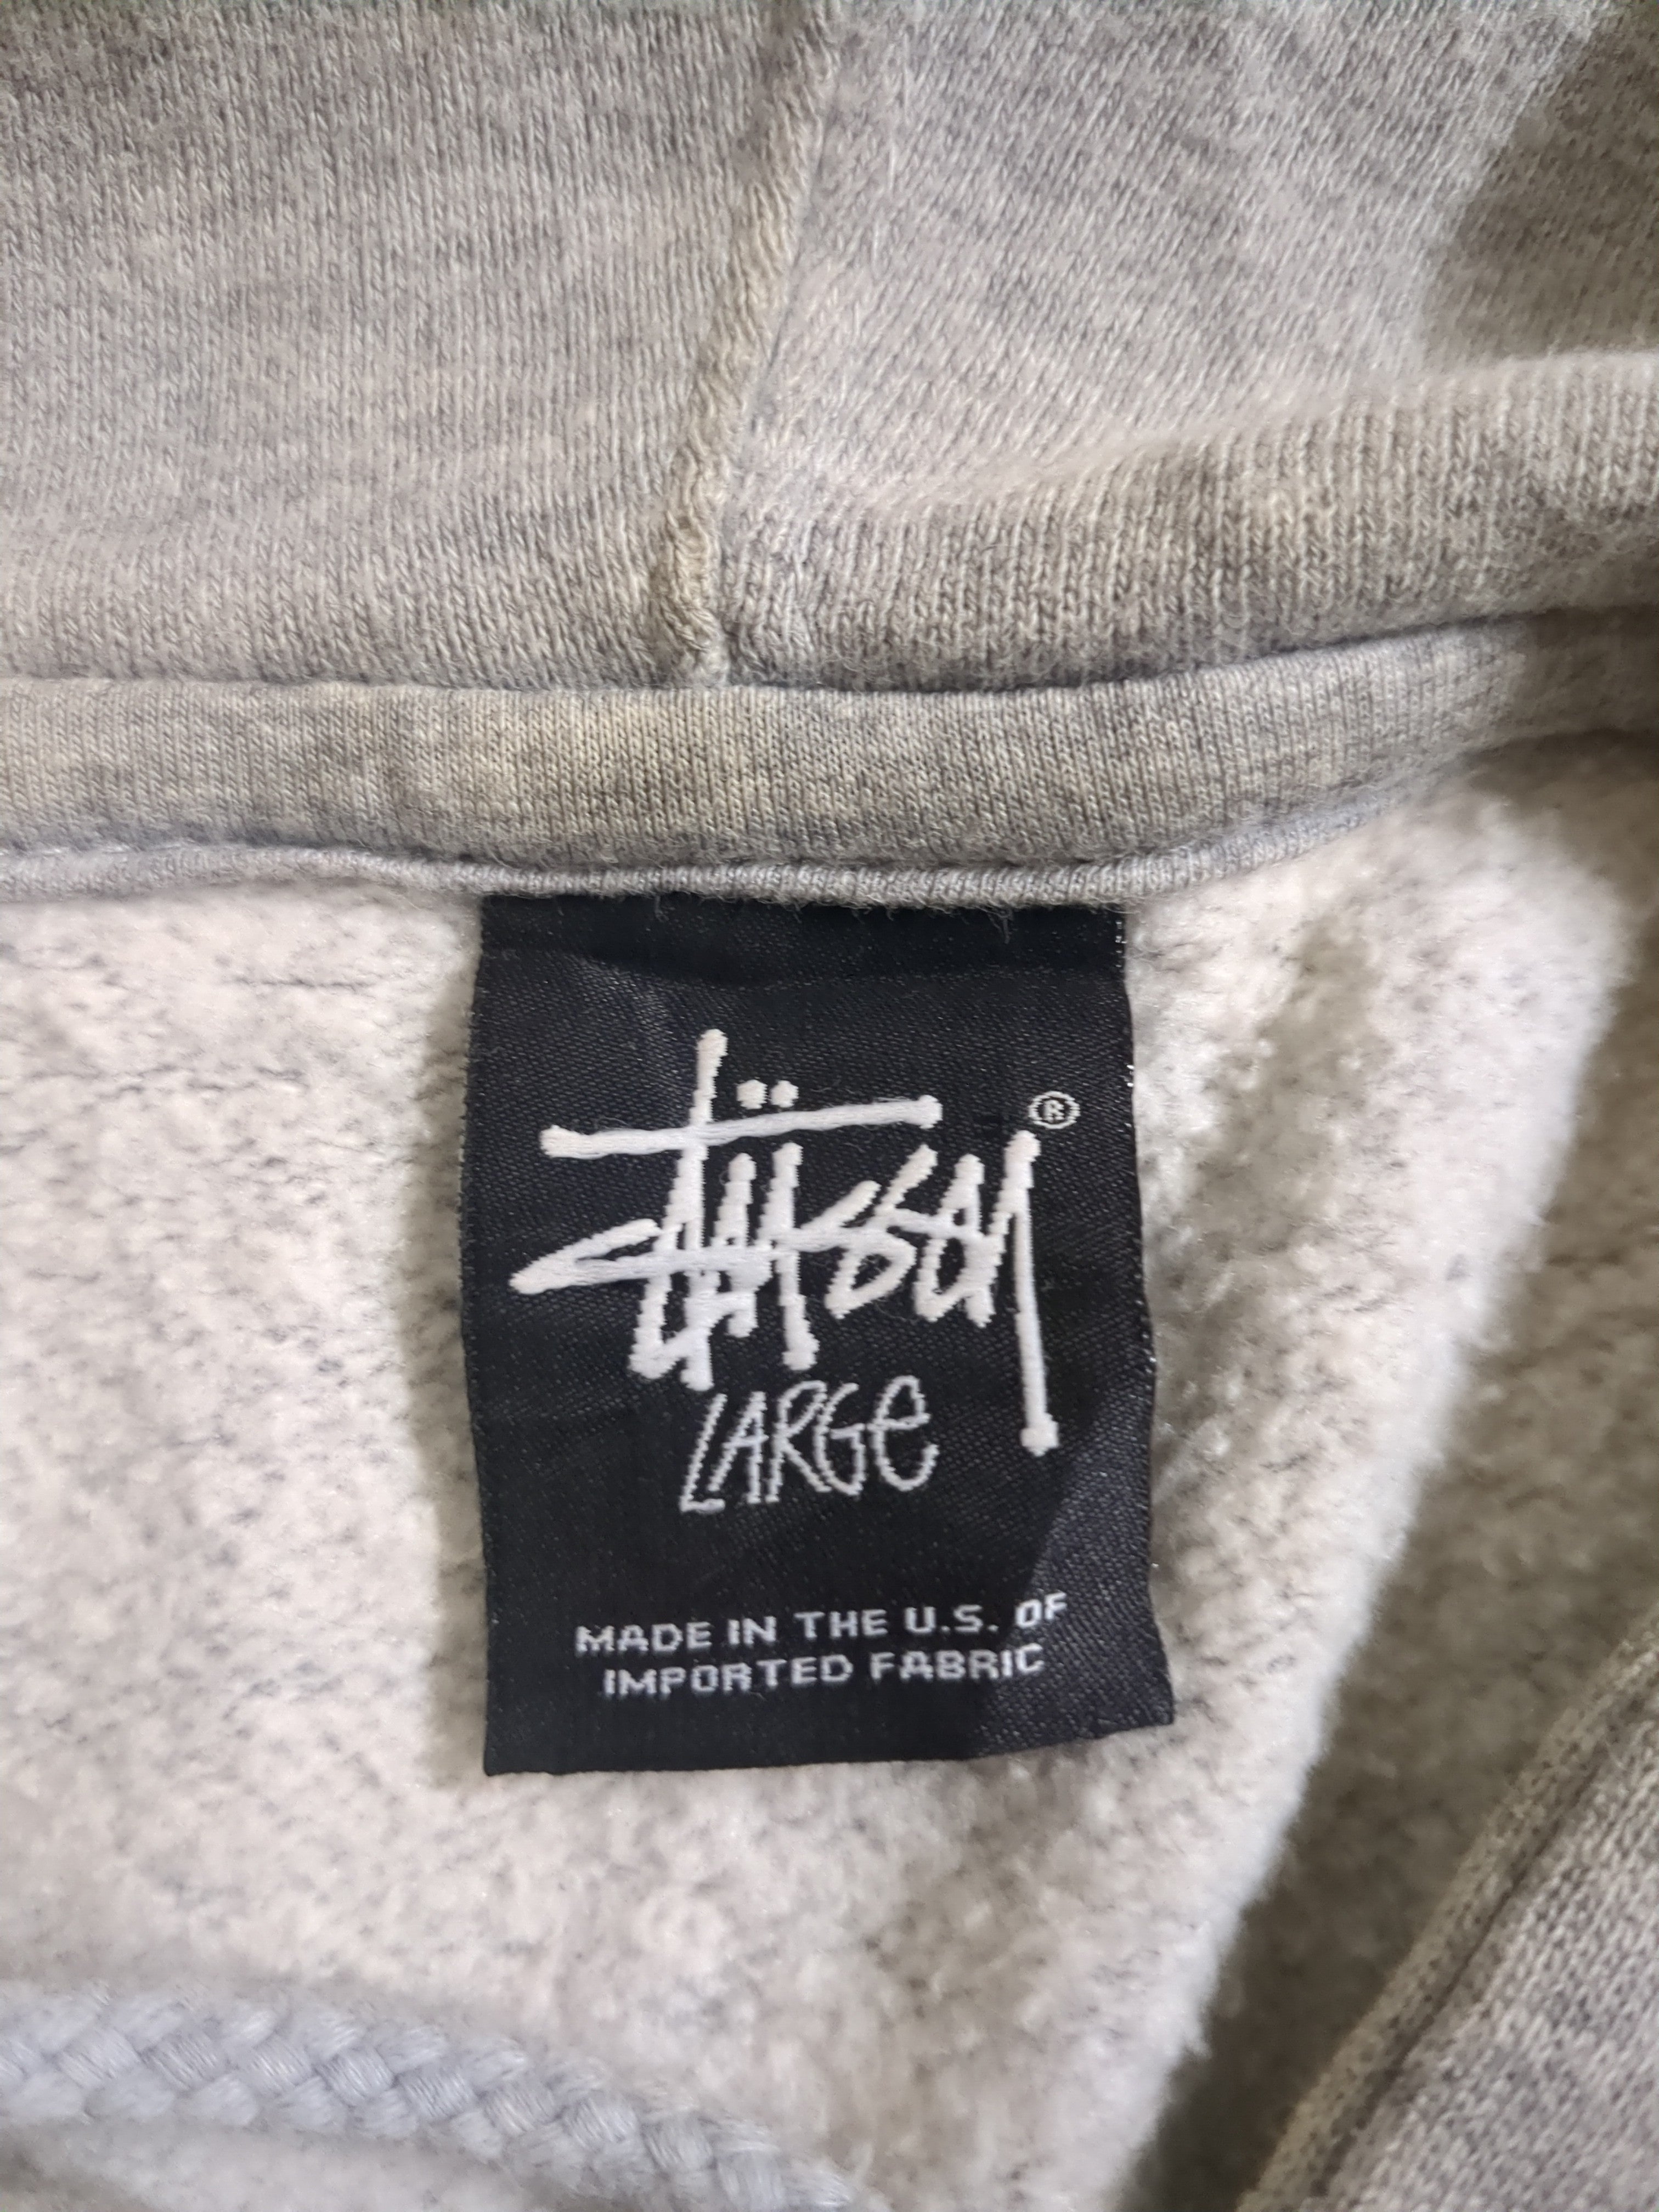 Stüssy®
LARGe
MADE IN THE U.S. OF
IMPORTED FABRIC